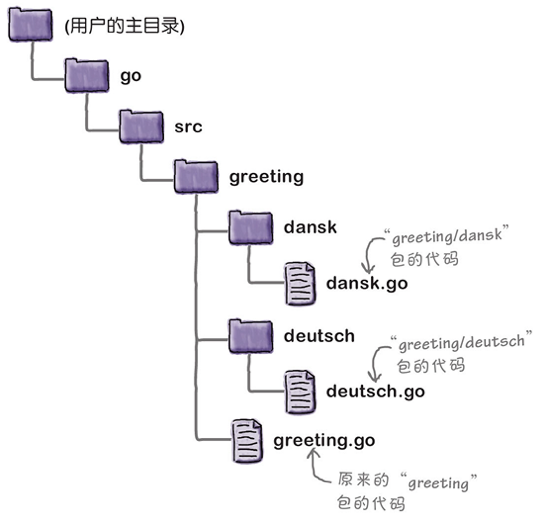 (用户的主目录)
go
src
greeting
dansk
“greeting/dansk”
包的代码
dansk.go
deutsch
“greeting/deutsch”
包的代码
deutsch.go
greeting.go
原来的“greeting”
包的代码